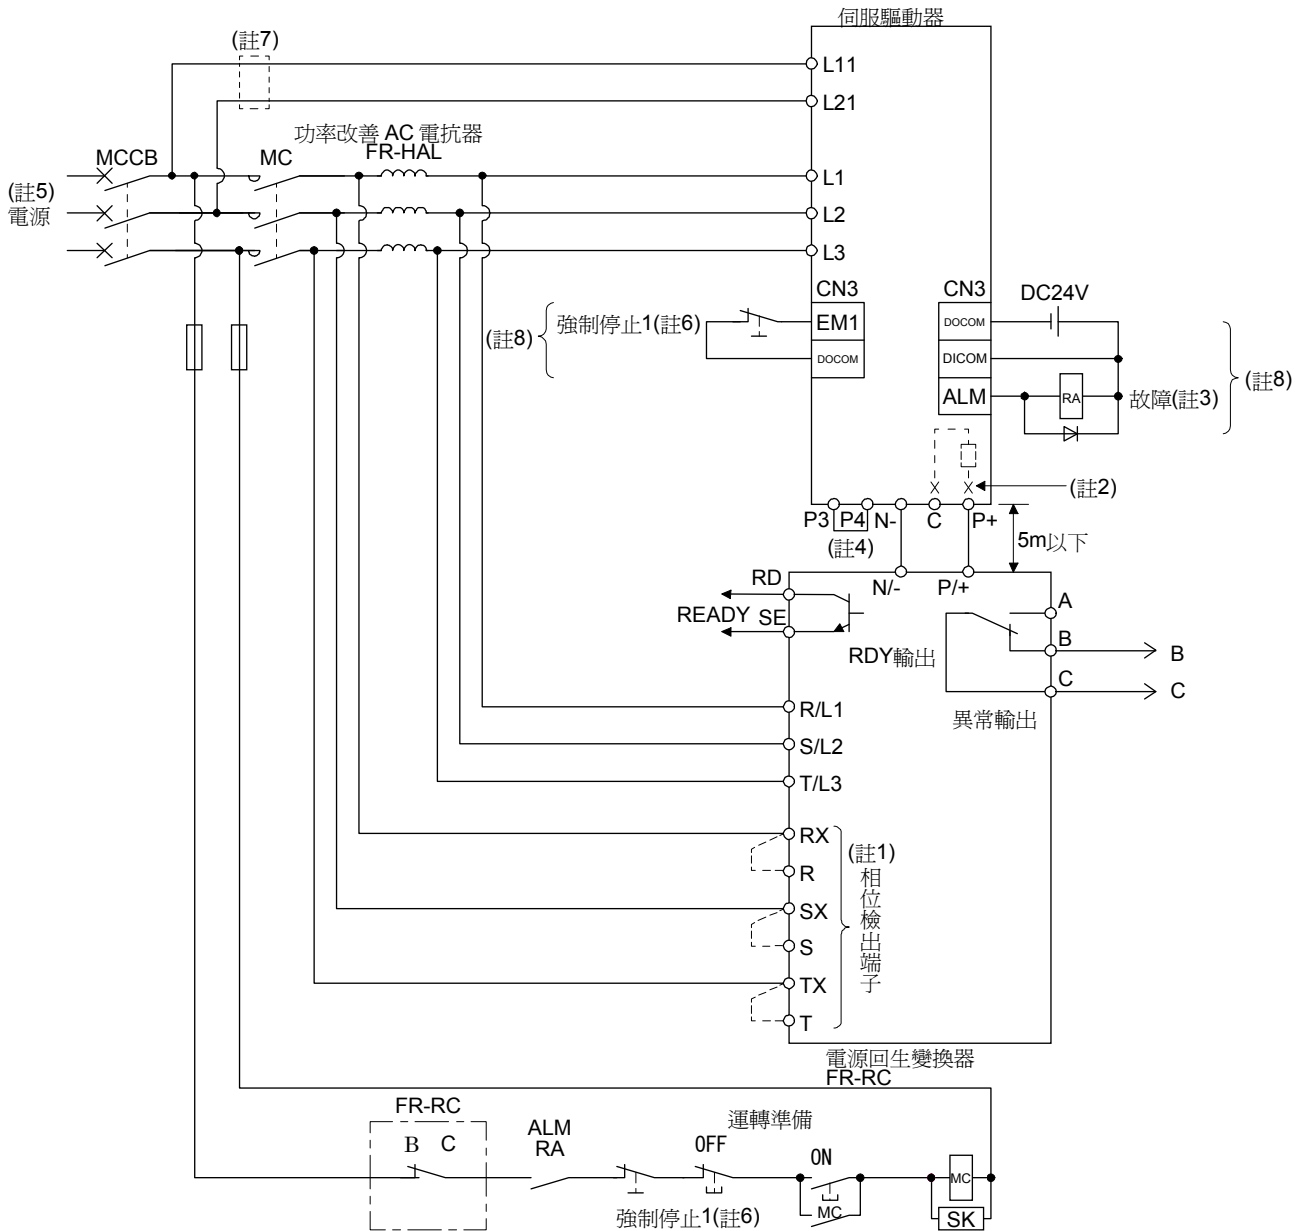 伺服驅動器
(註7)
L11
L21
功率改善 AC 電抗器
FR-HAL
MCCB
MC
(註5)
電源
L1
L2
L3
CN3
CN3
DC24V
(註8)
強制停止1(註6)
EM1
DOCOM
DOCOM
DICOM
ALM
RA
故障(註3)
(註8)
(註2)
P3
P4
N-
C
P+
(註4)
5m以下
N/-
P/+
RD
READY
SE
A
B
B
RDY輸出
C
C
異常輸出
R/L1
S/L2
T/L3
RX
R
SX
S
TX
T
(註1)
相位檢出端子
電源回生變換器
FR-RC
FR-RC
B C
ALM
RA
運轉準備
OFF
ON
MC
MC
SK
強制停止1(註6)